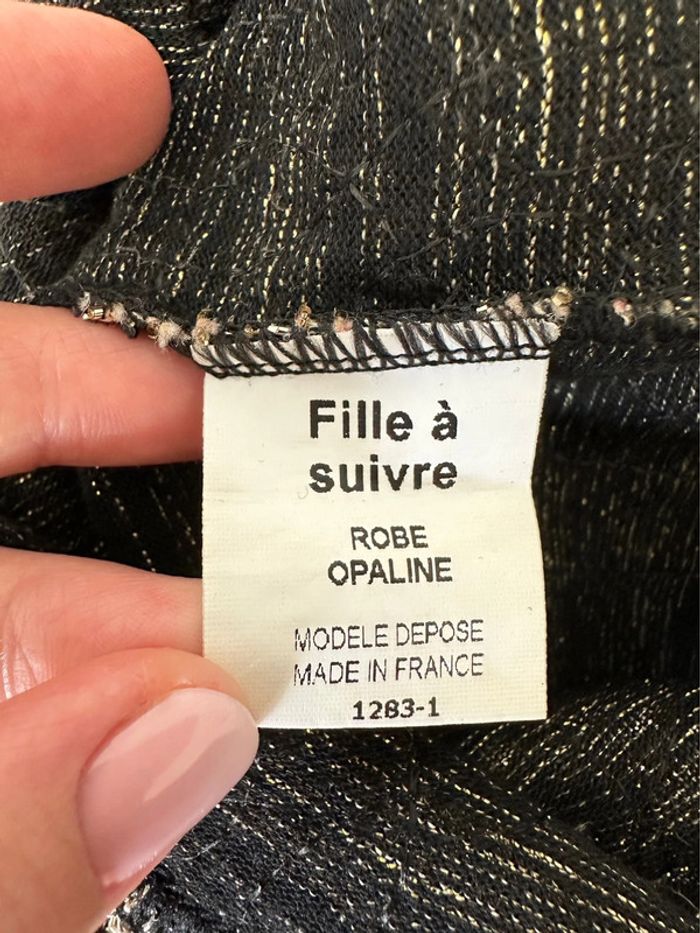 Fille à
suivre
ROBE
OPALINE
MODELE DEPOSE
MADE IN FRANCE
1283-1